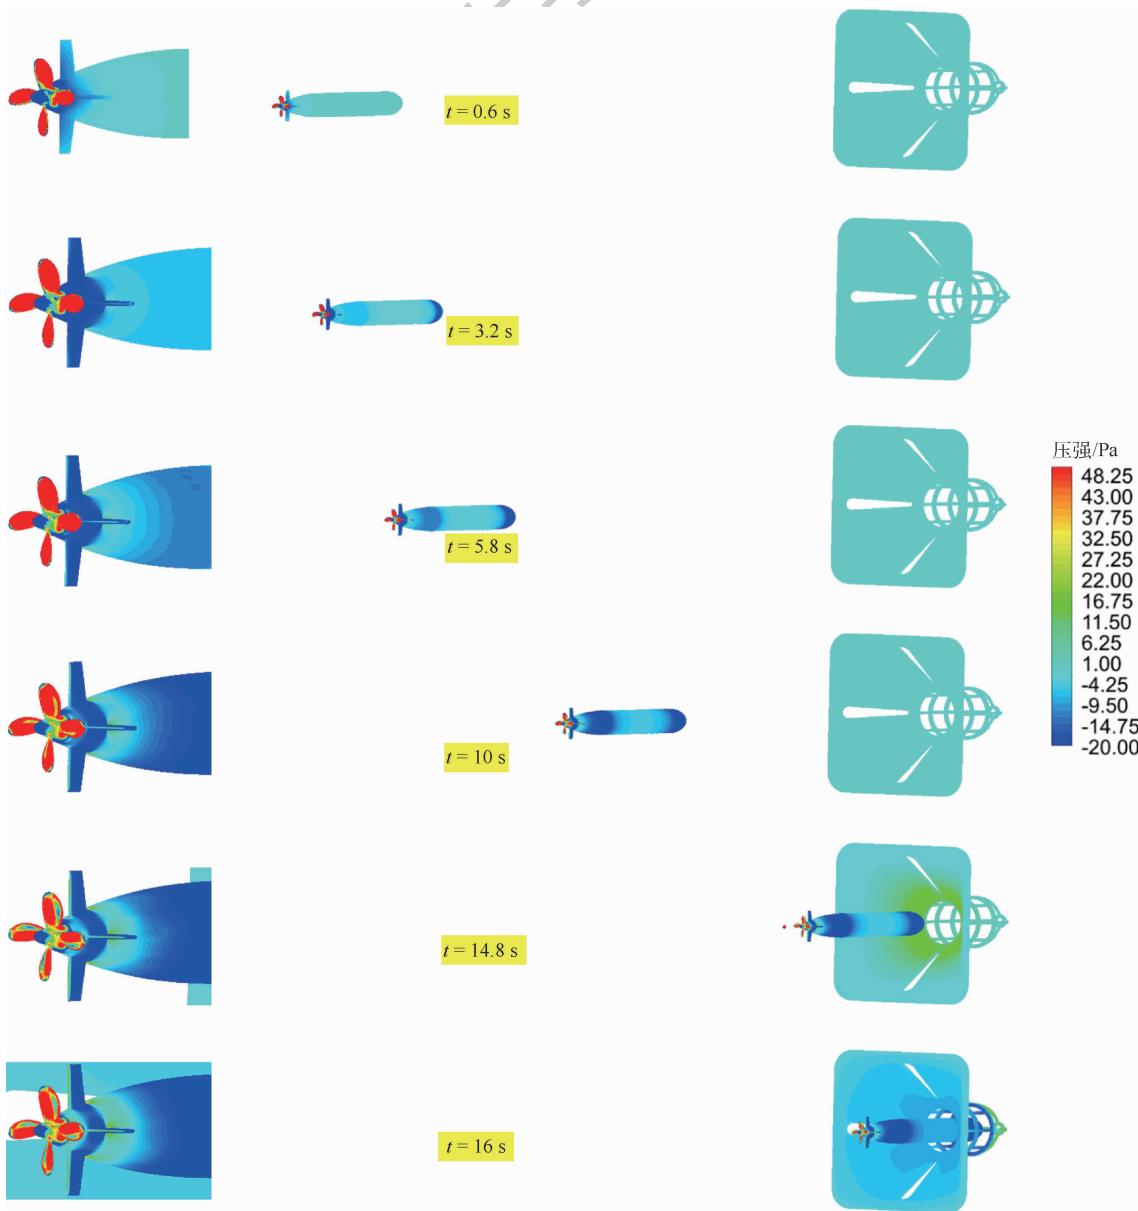 t = 0.6 s
t = 3.2 s
t = 5.8 s
压强/Pa
48.25
43.00
37.75
32.50
27.25
22.00
16.75
11.50
6.25
1.00
-4.25
-9.50
-14.75
-20.00
t = 10 s
t = 14.8 s
t = 16 s